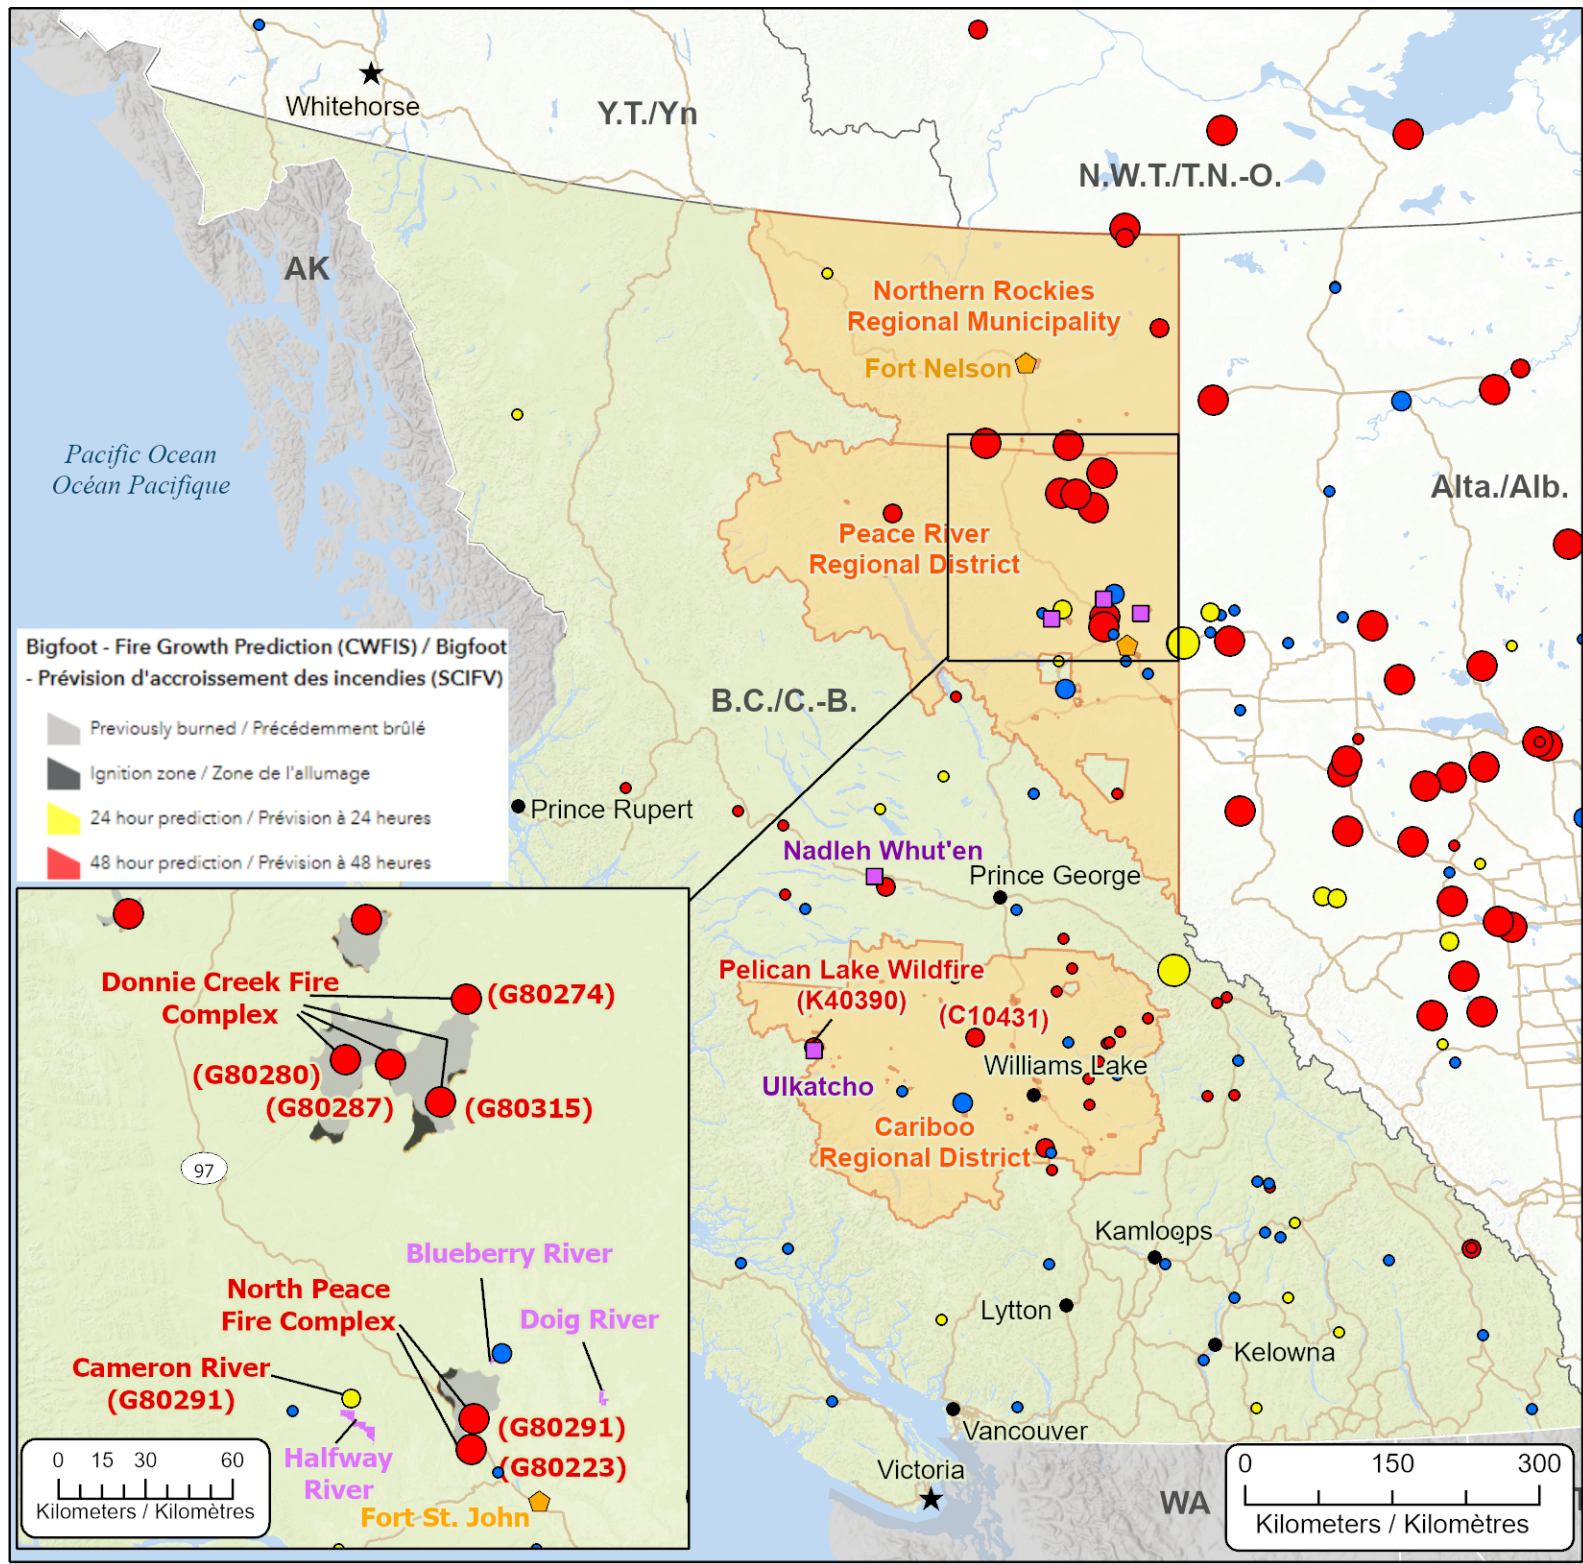 Whitehorse
Y.T./Yn
N.W.T./T.N.-O.
AK
Northern Rockies
Regional Municipality
Fort Nelson
Pacific Ocean
Océan Pacifique
Alta./Alb.
Peace River
Regional District
Bigfoot - Fire Growth Prediction (CWFIS) / Bigfoot
- Prévision d'accroissement des incendies (SCIFV)
Previously burned / Précédemment brûlé
Ignition zone / Zone de l'allumage
24 hour prediction / Prévision à 24 heures
48 hour prediction / Prévision à 48 heures
B.C./C.-B.
Prince Rupert
Nadleh Whut'en
Prince George
Pelican Lake Wildfire
(K40390)
(C10431)
Williams Lake
Ulkatcho
Cariboo
Regional District
Kamloops
Lytton
Kelowna
Vancouver
Victoria
WA
0 150 300
Kilometers / Kilomètres
Donnie Creek Fire
Complex
(G80274)
(G80280)
(G80287)
(G80315)
97
Blueberry River
North Peace
Fire Complex
Doig River
Cameron River
(G80291)
(G80291)
Halfway
River
(G80223)
Fort St. John
0 15 30 60
Kilometers / Kilomètres